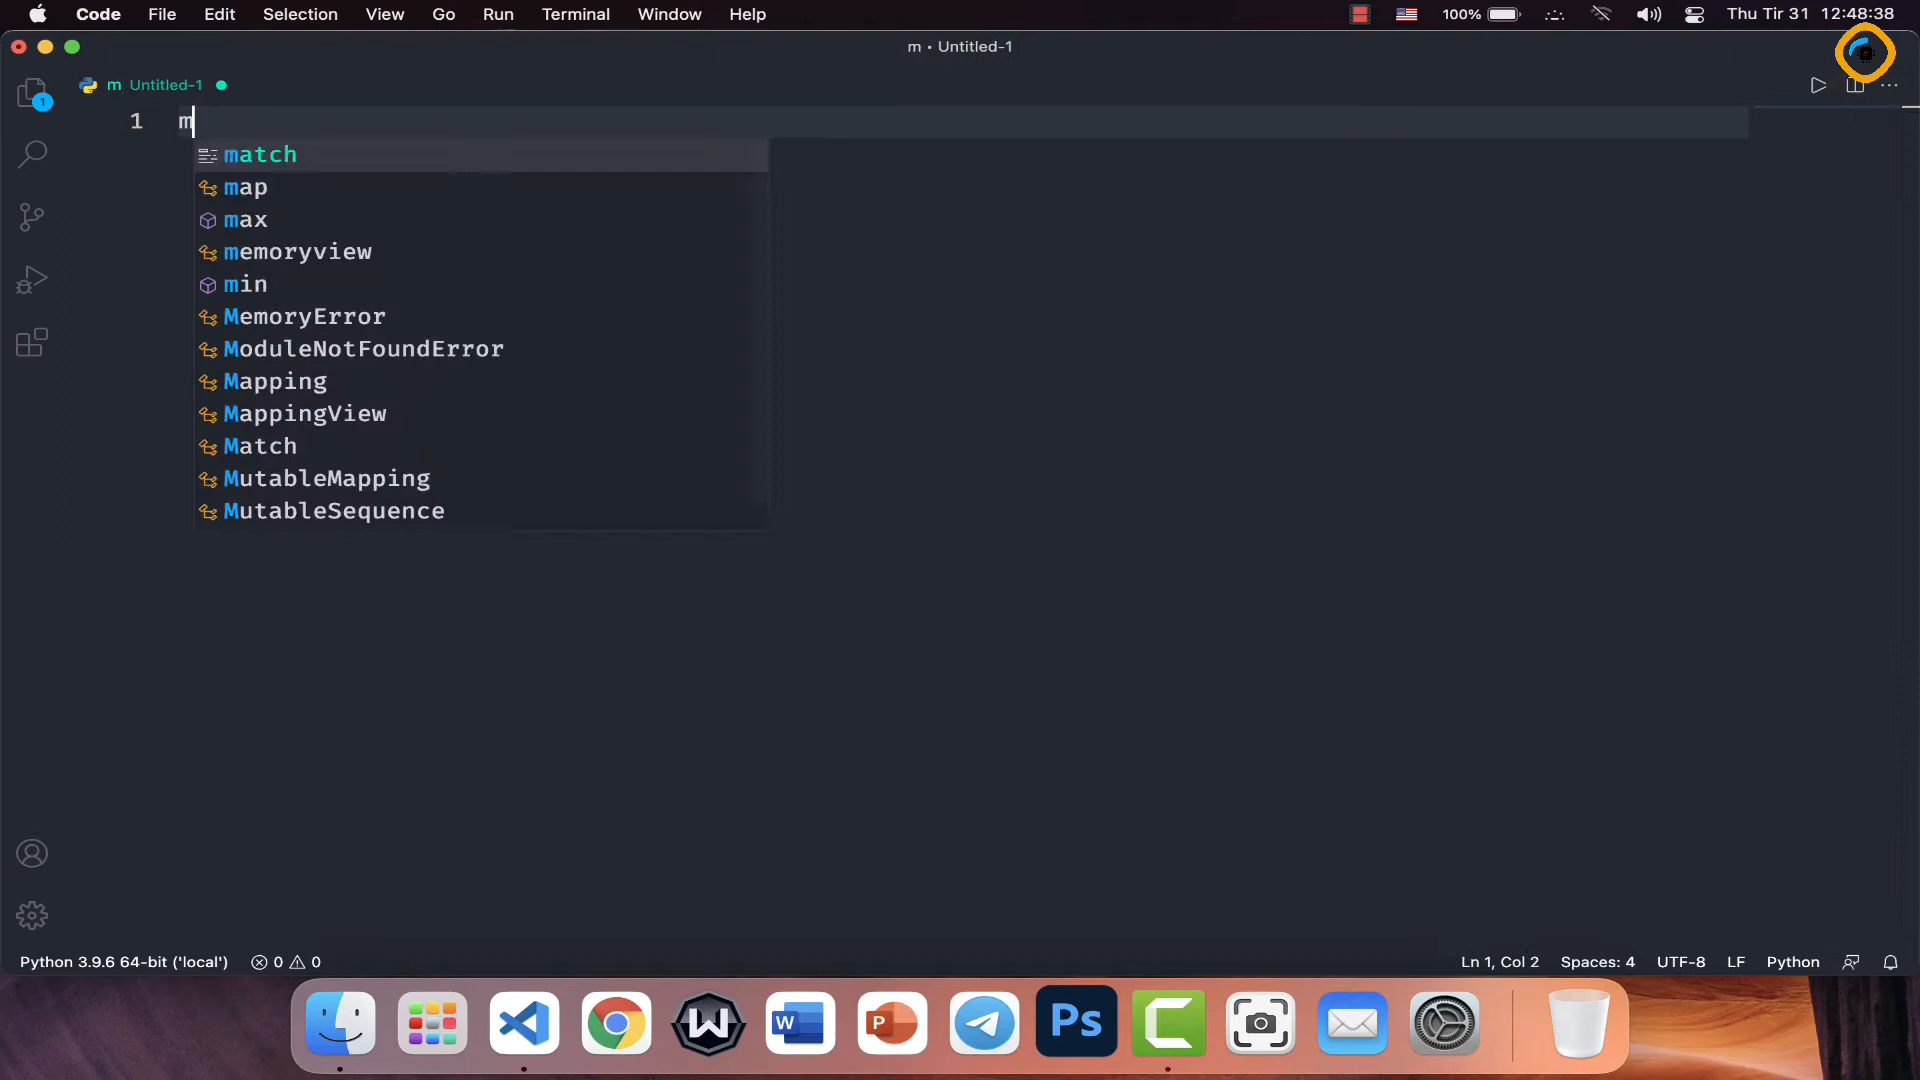 Code File Edit Selection View Go Run Terminal Window Help 100% Thu Tir 31 12:48:38
m • Untitled-1
m Untitled-1
1 m
match
map
max
memoryview
min
MemoryError
ModuleNotFoundError
Mapping
MappingView
Match
MutableMapping
MutableSequence
1
Python 3.9.6 64-bit ('local') 0 0 Ln 1, Col 2 Spaces: 4 UTF-8 LF Python
W W P Ps